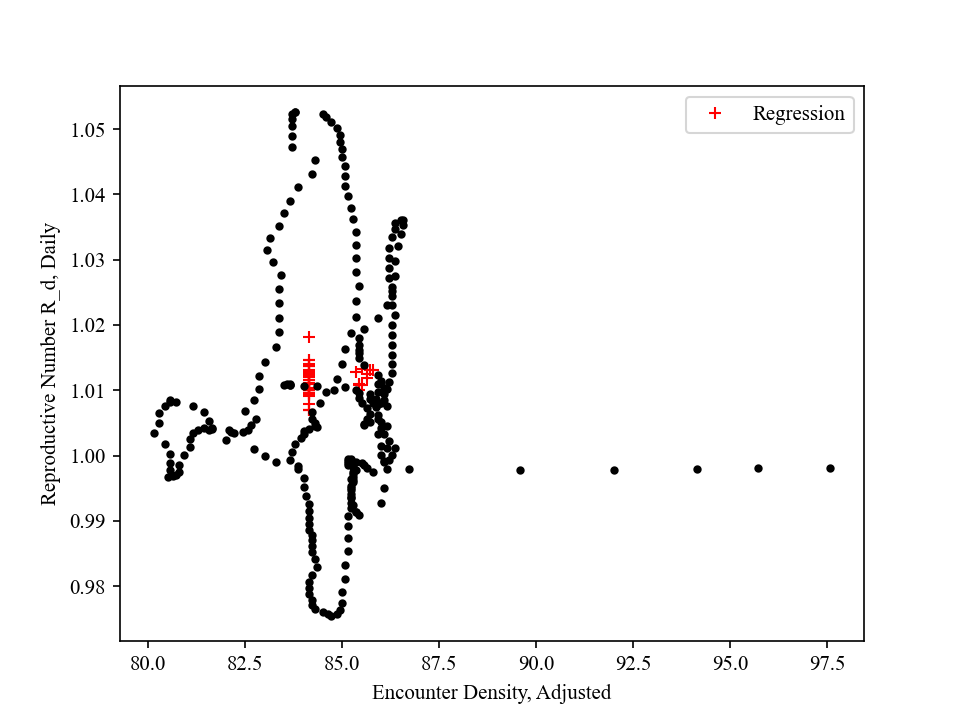 Regression
1.05
1.04
1.03
1.02
1.01
1.00
0.99
0.98
Reproductive Number R_d, Daily
80.0 82.5 85.0 87.5 90.0 92.5 95.0 97.5
Encounter Density, Adjusted